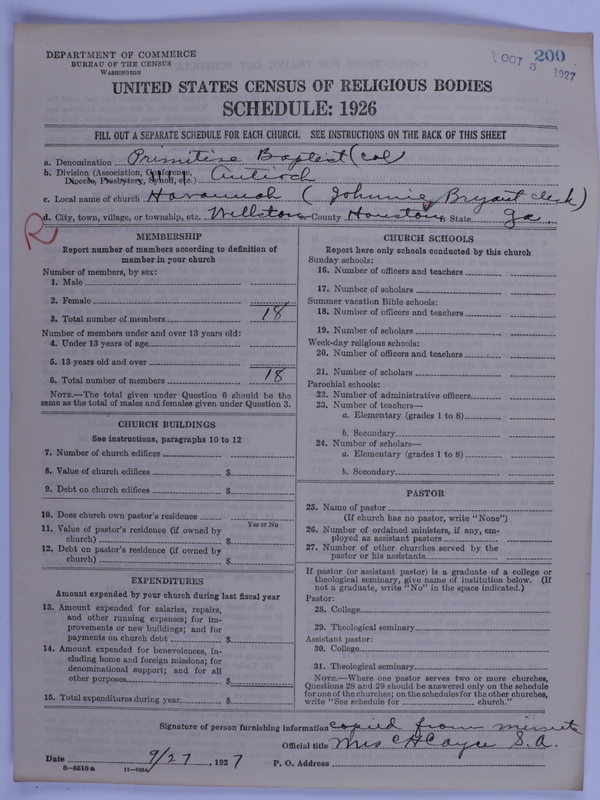 DEPARTMENT OF COMMERCE
BUREAU OF THE CENSUS
WASHINGTON
OCT 5 1927
200
UNITED STATES CENSUS OF RELIGIOUS BODIES
SCHEDULE: 1926
FILL OUT A SEPARATE SCHEDULE FOR EACH CHURCH. SEE INSTRUCTIONS ON THE BACK OF THIS SHEET
a. Denomination Primitive Baptist (Col
b. Division (Association, Conference, Diocese, Presbytery, Synod, etc.) Antioch
c. Local name of church Havannah (Johnnie Bryant clerk)
d. City, town, village, or township, etc. Wellston County Houston, State Ga.
R
MEMBERSHIP
Report number of members according to definition of
member in your church
Number of members, by sex:
1. Male
2. Female
3. Total number of members 18
Number of members under and over 13 years old:
4. Under 13 years of age
5. 13 years old and over
6. Total number of members 18
NOTE.—The total given under Question 6 should be the
same as the total of males and females given under Question 3.
CHURCH BUILDINGS
See instructions, paragraphs 10 to 12
7. Number of church edifices
8. Value of church edifices $
9. Debt on church edifices $
10. Does church own pastor's residence
Yes or No
11. Value of pastor's residence (if owned by
church) $
12. Debt on pastor's residence (if owned by
church) $
EXPENDITURES
Amount expended by your church during last fiscal year
13. Amount expended for salaries, repairs,
and other running expenses; for im-
provements or new buildings; and for
payments on church debt $
14. Amount expended for benevolences, in-
cluding home and foreign missions; for
denominational support; and for all
other purposes $
15. Total expenditures during year $
CHURCH SCHOOLS
Report here only schools conducted by this church
Sunday schools:
16. Number of officers and teachers
17. Number of scholars
Summer vacation Bible schools:
18. Number of officers and teachers
19. Number of scholars
Week-day religious schools:
20. Number of officers and teachers
21. Number of scholars
Parochial schools:
22. Number of administrative officers
23. Number of teachers—
a. Elementary (grades 1 to 8)
b. Secondary
24. Number of scholars—
a. Elementary (grades 1 to 8)
b. Secondary
PASTOR
25. Name of pastor
(If church has no pastor, write "None")
26. Number of ordained ministers, if any, em-
ployed as assistant pastors
27. Number of other churches served by the
pastor or his assistants
If pastor (or assistant pastor) is a graduate of a college or
theological seminary, give name of institution below. (If
not a graduate, write "No" in the space indicated.)
Pastor:
28. College
29. Theological seminary
Assistant pastor:
30. College
31. Theological seminary
NOTE.—Where one pastor serves two or more churches,
Questions 28 and 29 should be answered only on the schedule
for one of the churches; on the schedules for the other churches,
write "See schedule for church."
Signature of person furnishing information copied from minute
Official title Mrs C H Cayce S. A.
Date 9/27, 1927
P. O. Address
8—5518a